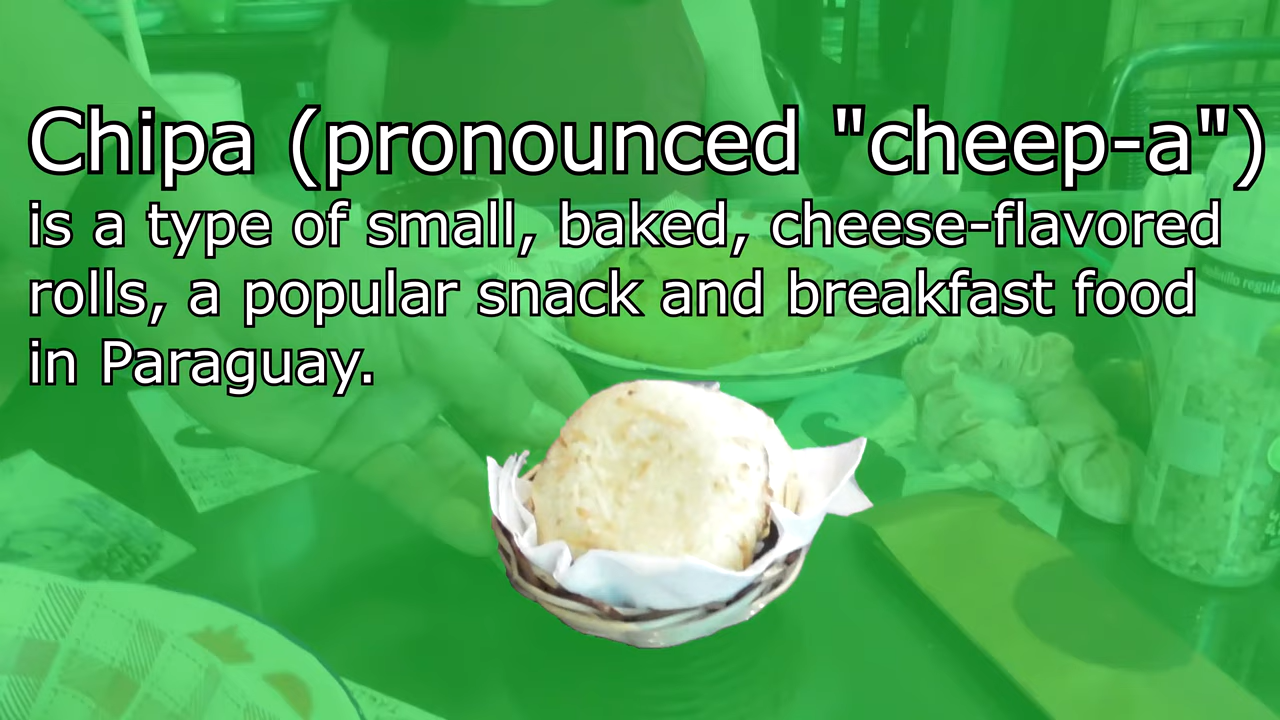 Chipa (pronounced "cheep-a")
is a type of small, baked, cheese-flavored
rolls, a popular snack and breakfast food
in Paraguay.